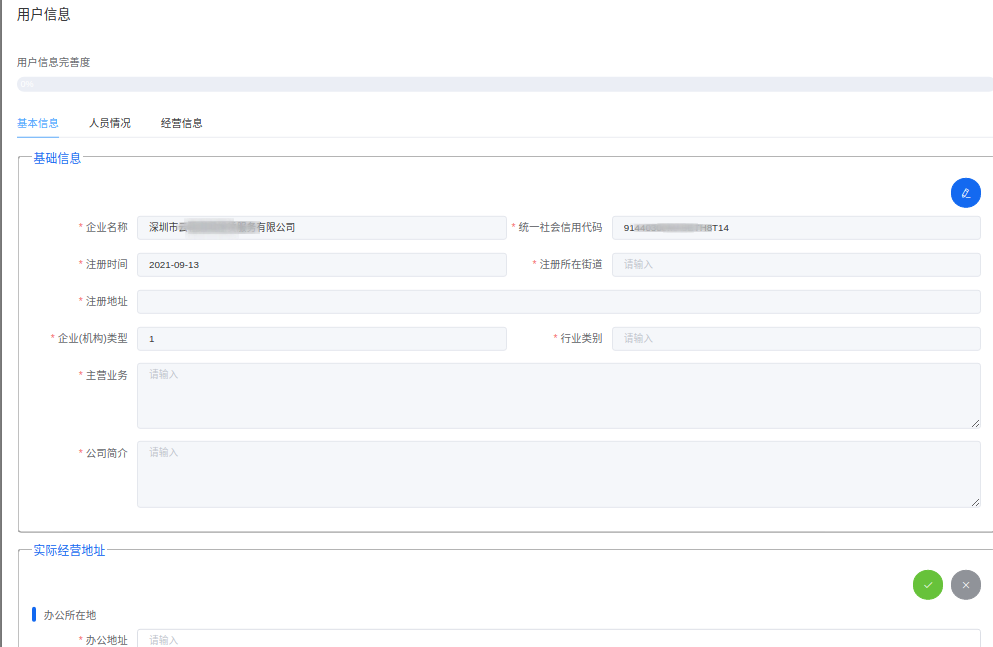 用户信息
用户信息完善度
基本信息 人员情况 经营信息
基础信息
* 企业名称 深圳市 有限公司 * 统一社会信用代码 91 T14
* 注册时间 2021-09-13 * 注册所在街道 请输入
* 注册地址
* 企业(机构)类型 1 * 行业类别 请输入
* 主营业务 请输入
* 公司简介 请输入
实际经营地址
办公所在地
* 办公地址 请输入